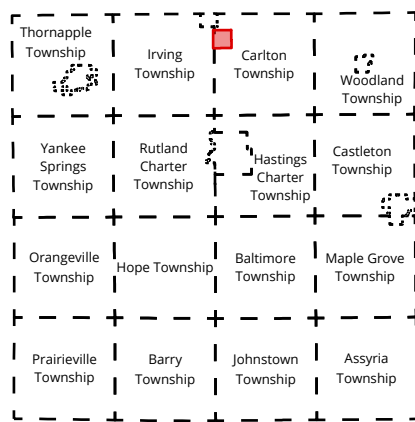 Thornapple
Township
Irving
Township
Carlton
Township
Woodland
Township
Yankee
Springs
Township
Rutland
Charter
Township
Hastings
Charter
Township
Castleton
Township
Orangeville
Township
Hope Township
Baltimore
Township
Maple Grove
Township
Prairieville
Township
Barry
Township
Johnstown
Township
Assyria
Township